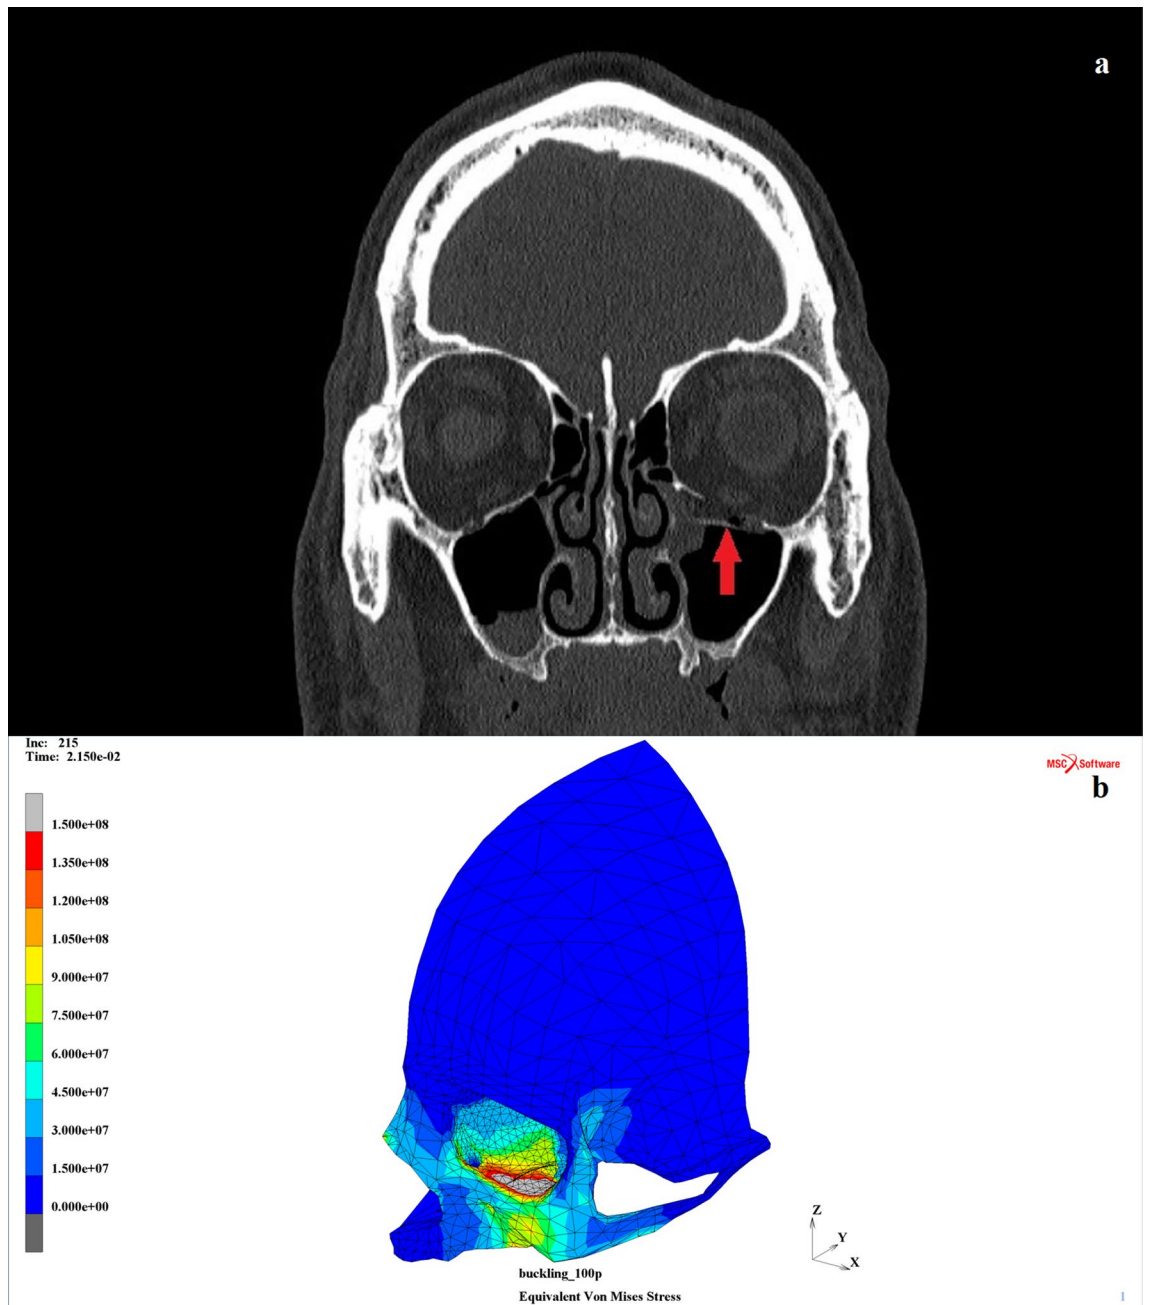 a
Inc: 215
Time: 2.150e-02
MSC Software
b
1.500e+08
1.350e+08
1.200e+08
1.050e+08
9.000e+07
7.500e+07
6.000e+07
4.500e+07
3.000e+07
1.500e+07
0.000e+00
Z
Y
X
buckling_100p
Equivalent Von Mises Stress
1